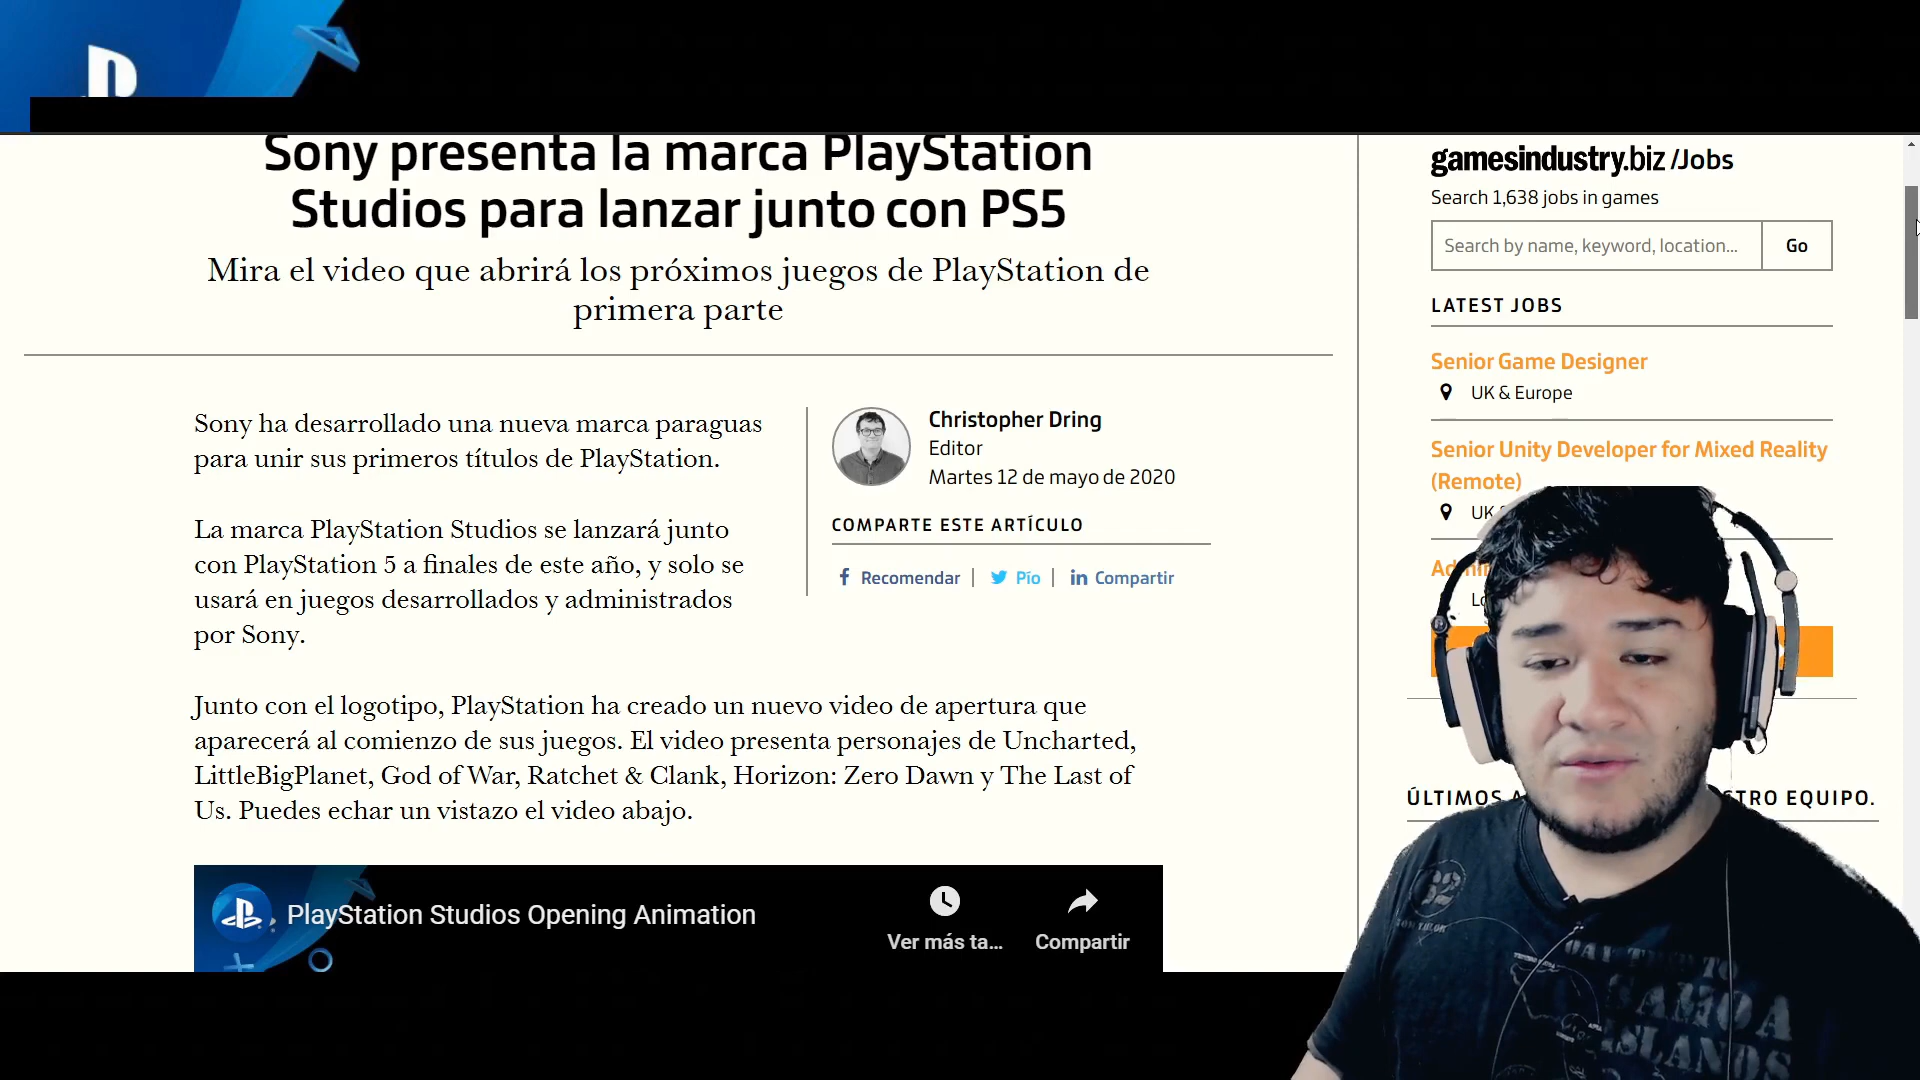 Sony presenta la marca PlayStation
Studios para lanzar junto con PS5
Mira el video que abrirá los próximos juegos de PlayStation de
primera parte
Sony ha desarrollado una nueva marca paraguas
para unir sus primeros títulos de PlayStation.
La marca PlayStation Studios se lanzará junto
con PlayStation 5 a finales de este año, y solo se
usará en juegos desarrollados y administrados
por Sony.
Christopher Dring
Editor
Martes 12 de mayo de 2020
COMPARTE ESTE ARTÍCULO
Recomendar | Pío | Compartir
Junto con el logotipo, PlayStation ha creado un nuevo video de apertura que
aparecerá al comienzo de sus juegos. El video presenta personajes de Uncharted,
LittleBigPlanet, God of War, Ratchet & Clank, Horizon: Zero Dawn y The Last of
Us. Puedes echar un vistazo el video abajo.
PlayStation Studios Opening Animation
Ver más ta...
Compartir
gamesindustry.biz /Jobs
Search 1,638 jobs in games
Search by name, keyword, location...
Go
LATEST JOBS
Senior Game Designer
UK & Europe
Senior Unity Developer for Mixed Reality
(Remote)
UK
ÚLTIMOS
EQUIPO.